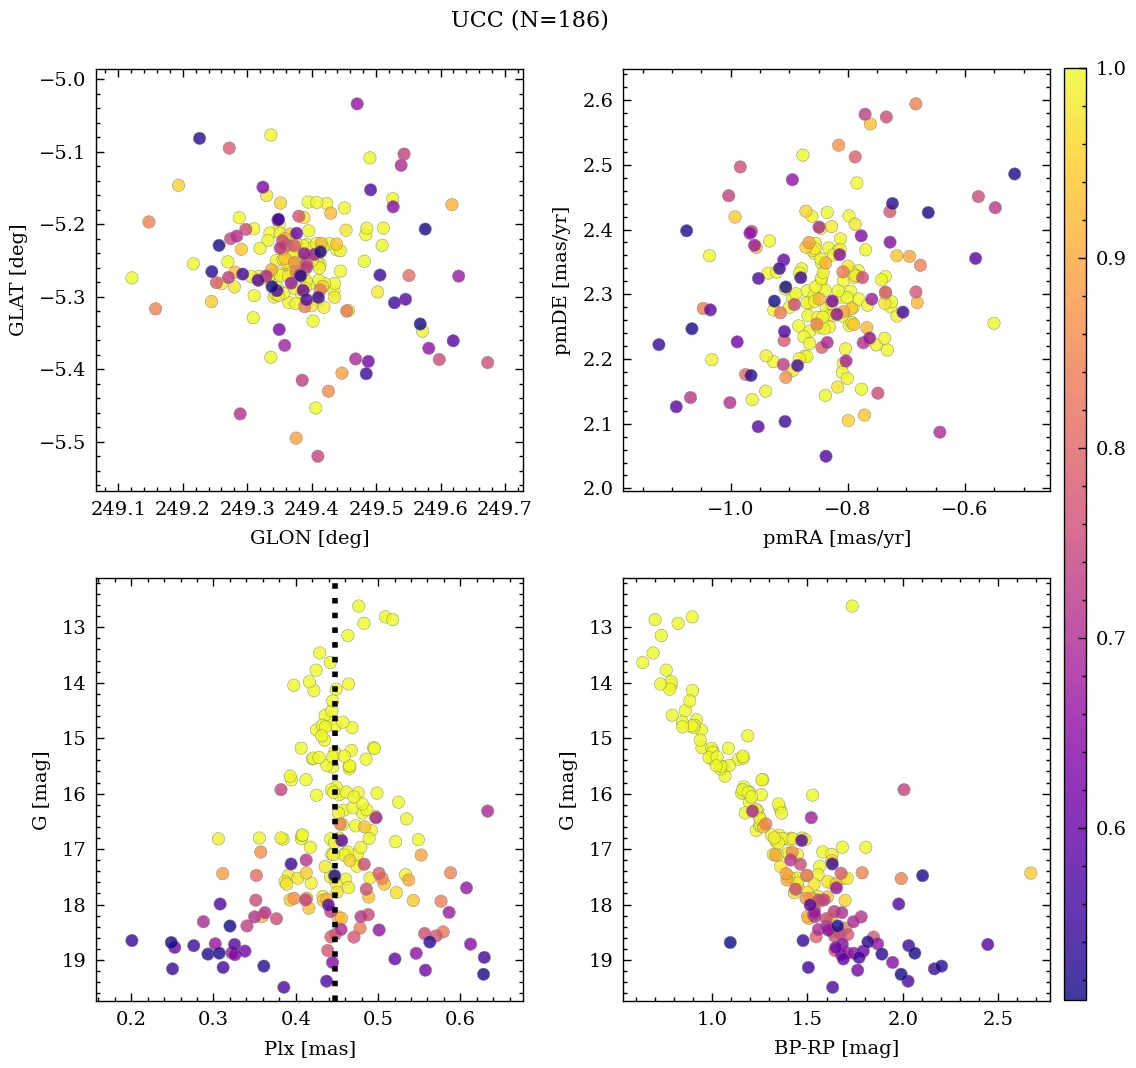 UCC (N=186)
−5.0
−5.1
−5.2
−5.3
−5.4
−5.5
GLAT [deg]
249.1 249.2 249.3 249.4 249.5 249.6 249.7
GLON [deg]
2.6
2.5
2.4
2.3
2.2
2.1
2.0
pmDE [mas/yr]
−1.0 −0.8 −0.6
pmRA [mas/yr]
1.0
0.9
0.8
0.7
0.6
13
14
15
16
17
18
19
G [mag]
0.2 0.3 0.4 0.5 0.6
Plx [mas]
13
14
15
16
17
18
19
G [mag]
1.0 1.5 2.0 2.5
BP-RP [mag]